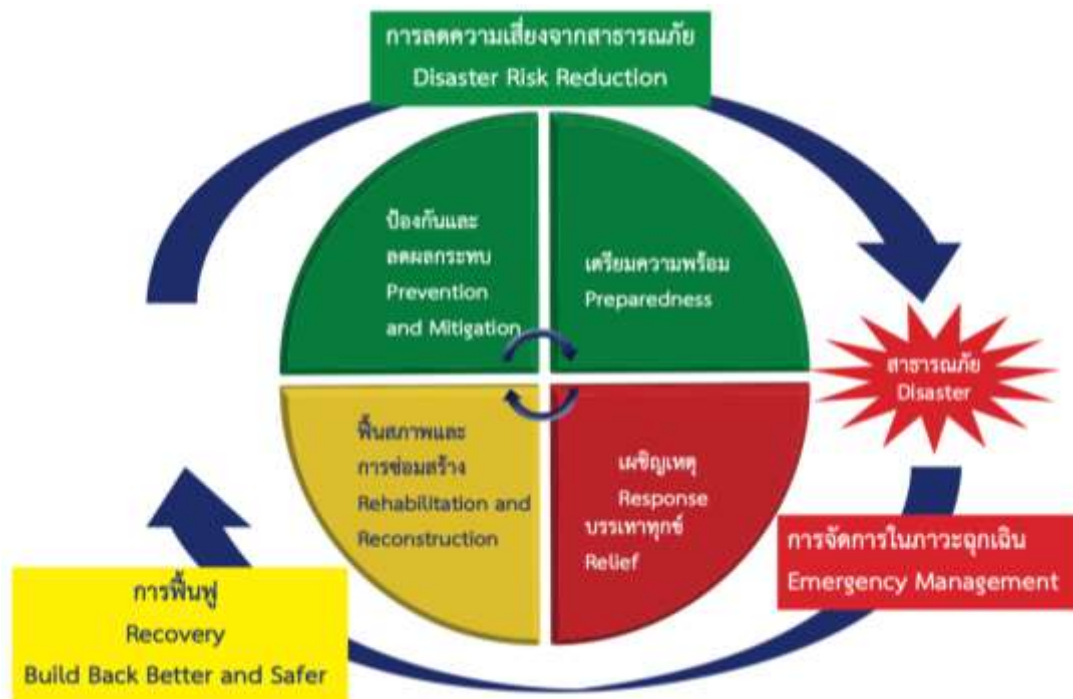 การลดความเสี่ยงจากสาธารณภัย
Disaster Risk Reduction
ป้องกันและ
ลดผลกระทบ
Prevention
and Mitigation
เตรียมความพร้อม
Preparedness
สาธารณภัย
Disaster
ฟื้นสภาพและ
การซ่อมสร้าง
Rehabilitation and
Reconstruction
เผชิญเหตุ
Response
บรรเทาทุกข์
Relief
การจัดการในภาวะฉุกเฉิน
Emergency Management
การฟื้นฟู
Recovery
Build Back Better and Safer